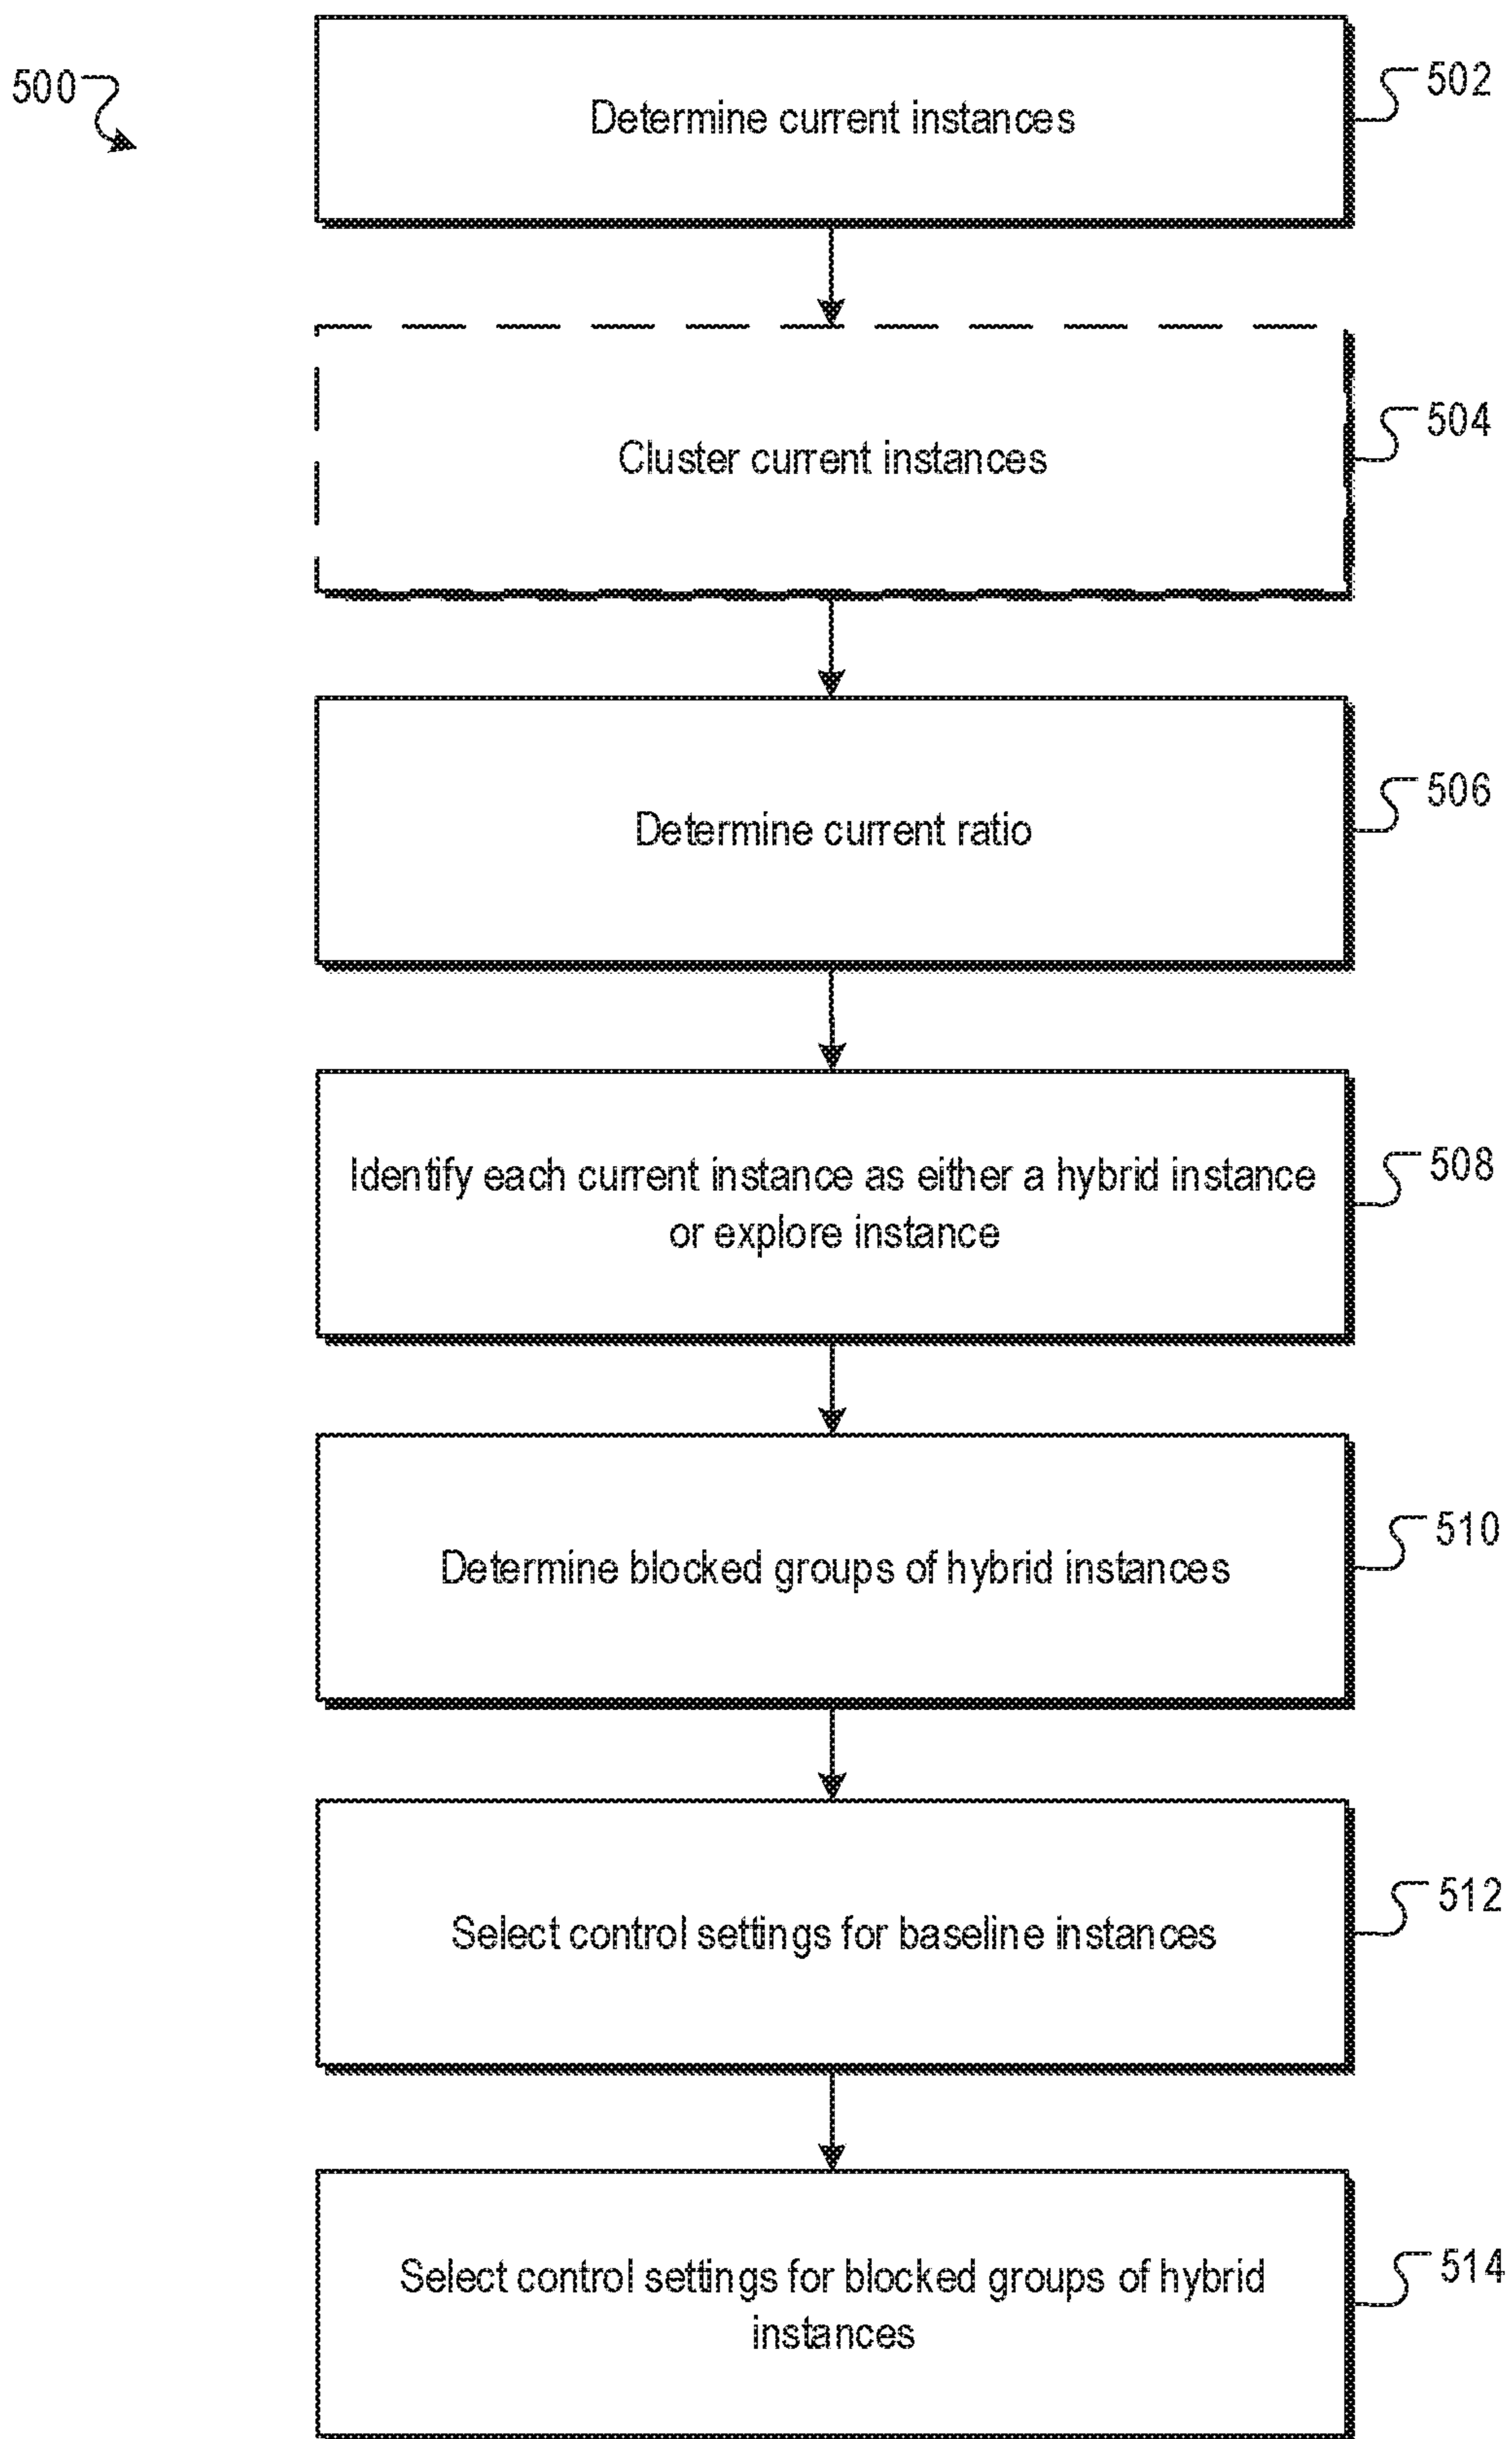 500
Determine current instances
502
Cluster current instances
504
Determine current ratio
506
Identify each current instance as either a hybrid instance
or explore instance
508
Determine blocked groups of hybrid instances
510
Select control settings for baseline instances
512
Select control settings for blocked groups of hybrid
instances
514